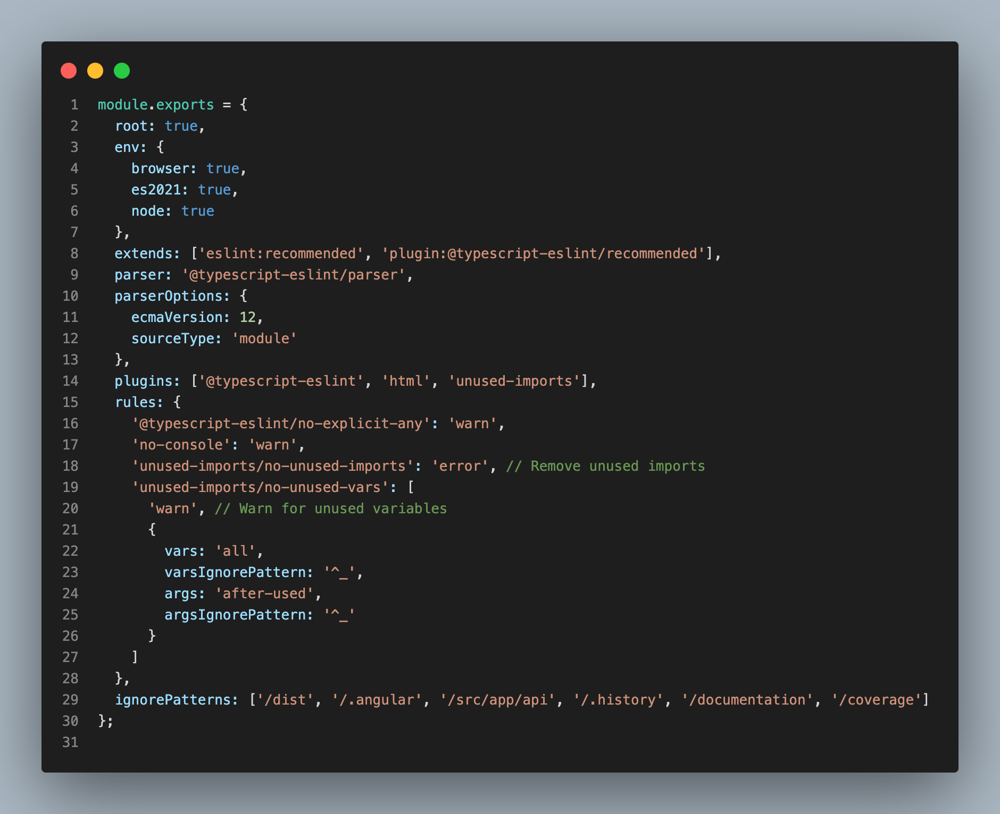 1 module.exports = {
2   root: true,
3   env: {
4     browser: true,
5     es2021: true,
6     node: true
7   },
8   extends: ['eslint:recommended', 'plugin:@typescript-eslint/recommended'],
9   parser: '@typescript-eslint/parser',
10   parserOptions: {
11     ecmaVersion: 12,
12     sourceType: 'module'
13   },
14   plugins: ['@typescript-eslint', 'html', 'unused-imports'],
15   rules: {
16     '@typescript-eslint/no-explicit-any': 'warn',
17     'no-console': 'warn',
18     'unused-imports/no-unused-imports': 'error', // Remove unused imports
19     'unused-imports/no-unused-vars': [
20       'warn', // Warn for unused variables
21       {
22         vars: 'all',
23         varsIgnorePattern: '^_',
24         args: 'after-used',
25         argsIgnorePattern: '^_'
26       }
27     ]
28   },
29   ignorePatterns: ['/dist', '/.angular', '/src/app/api', '/.history', '/documentation', '/coverage']
30 };
31